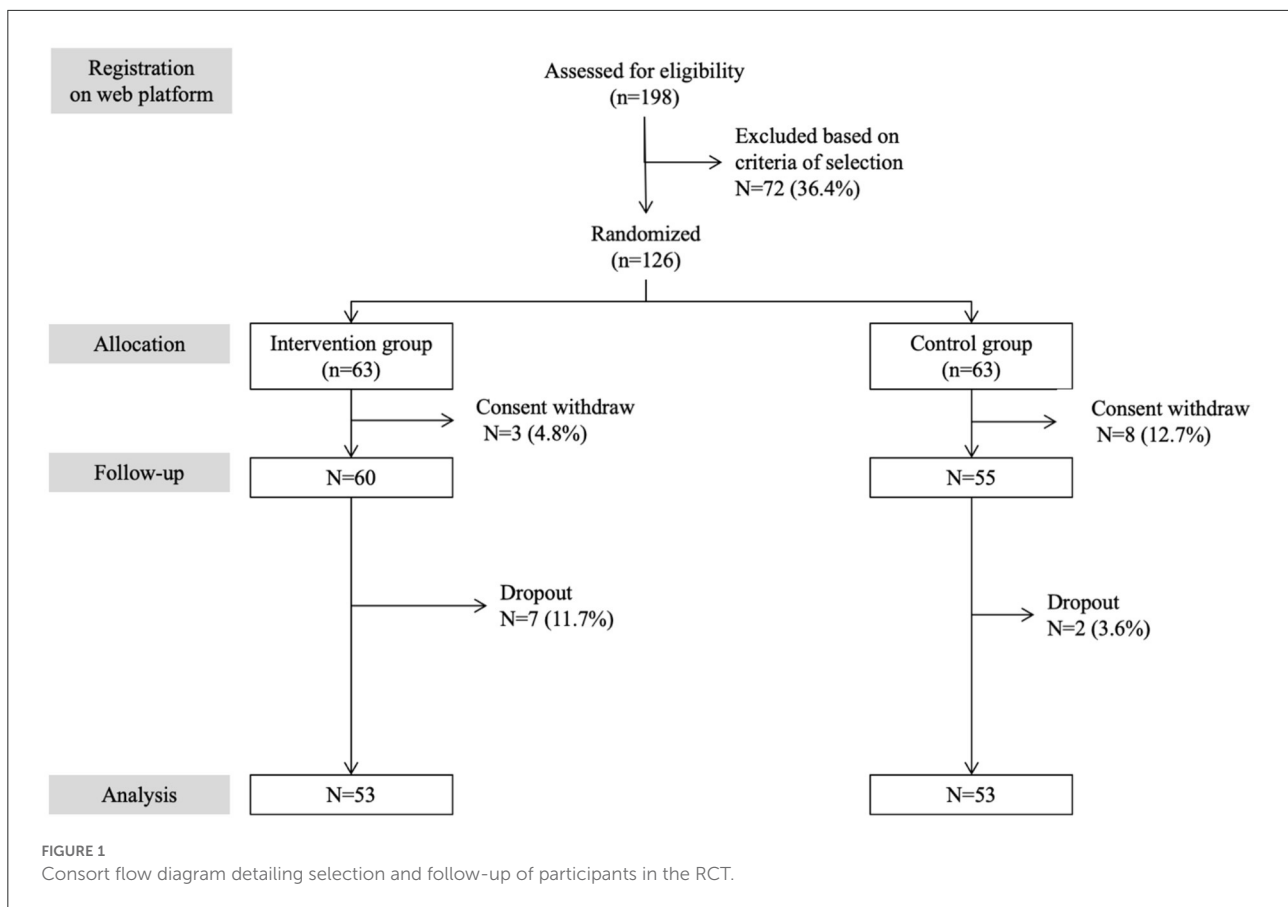 Registration
on web platform
Assessed for eligibility
(n=198)
Excluded based on
criteria of selection
N=72 (36.4%)
Randomized
(n=126)
Allocation
Intervention group
(n=63)
Control group
(n=63)
Consent withdraw
N=3 (4.8%)
Consent withdraw
N=8 (12.7%)
Follow-up
N=60
N=55
Dropout
N=7 (11.7%)
Dropout
N=2 (3.6%)
Analysis
N=53
N=53
FIGURE 1
Consort flow diagram detailing selection and follow-up of participants in the RCT.